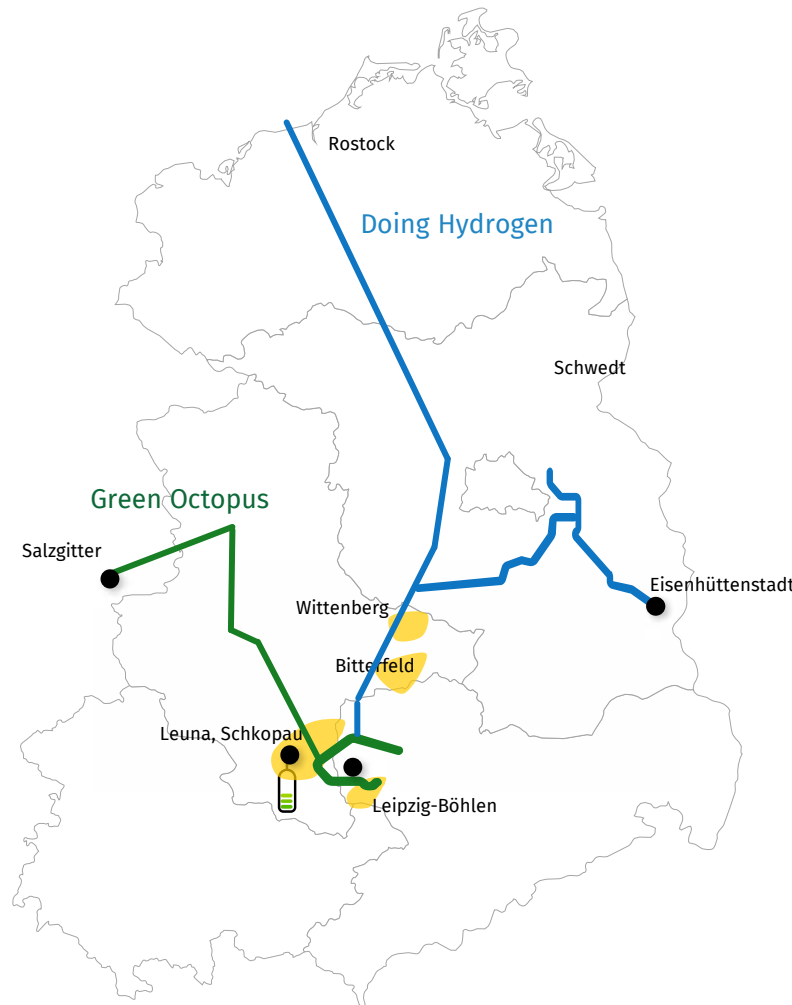 Rostock
Doing Hydrogen
Schwedt
Green Octopus
Salzgitter
Eisenhüttenstadt
Wittenberg
Bitterfeld
Leuna, Schkopau
Leipzig-Böhlen